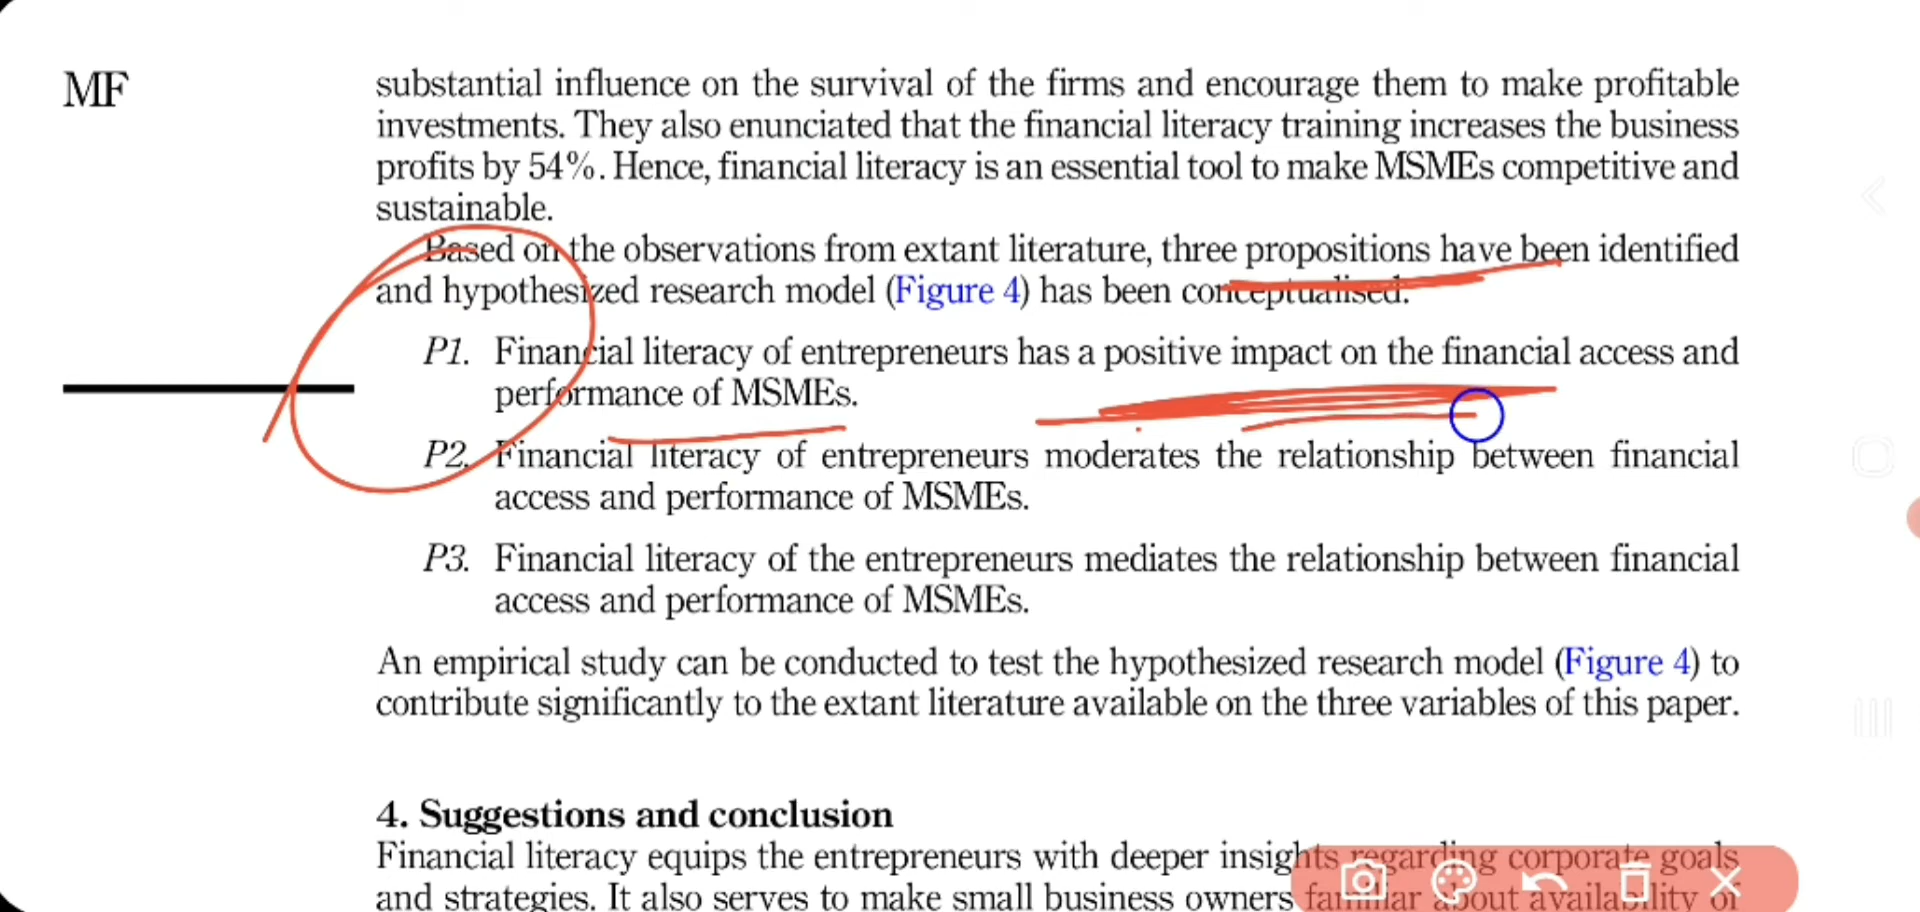 MF
substantial influence on the survival of the firms and encourage them to make profitable
investments. They also enunciated that the financial literacy training increases the business
profits by 54%. Hence, financial literacy is an essential tool to make MSMEs competitive and
sustainable.
Based on the observations from extant literature, three propositions have been identified
and hypothesized research model (Figure 4) has been conceptualised.
P1. Financial literacy of entrepreneurs has a positive impact on the financial access and
performance of MSMEs.
P2. Financial literacy of entrepreneurs moderates the relationship between financial
access and performance of MSMEs.
P3. Financial literacy of the entrepreneurs mediates the relationship between financial
access and performance of MSMEs.
An empirical study can be conducted to test the hypothesized research model (Figure 4) to
contribute significantly to the extant literature available on the three variables of this paper.
4. Suggestions and conclusion
Financial literacy equips the entrepreneurs with deeper insights regarding corporate goals
and strategies. It also serves to make small business owners familiar about availability of